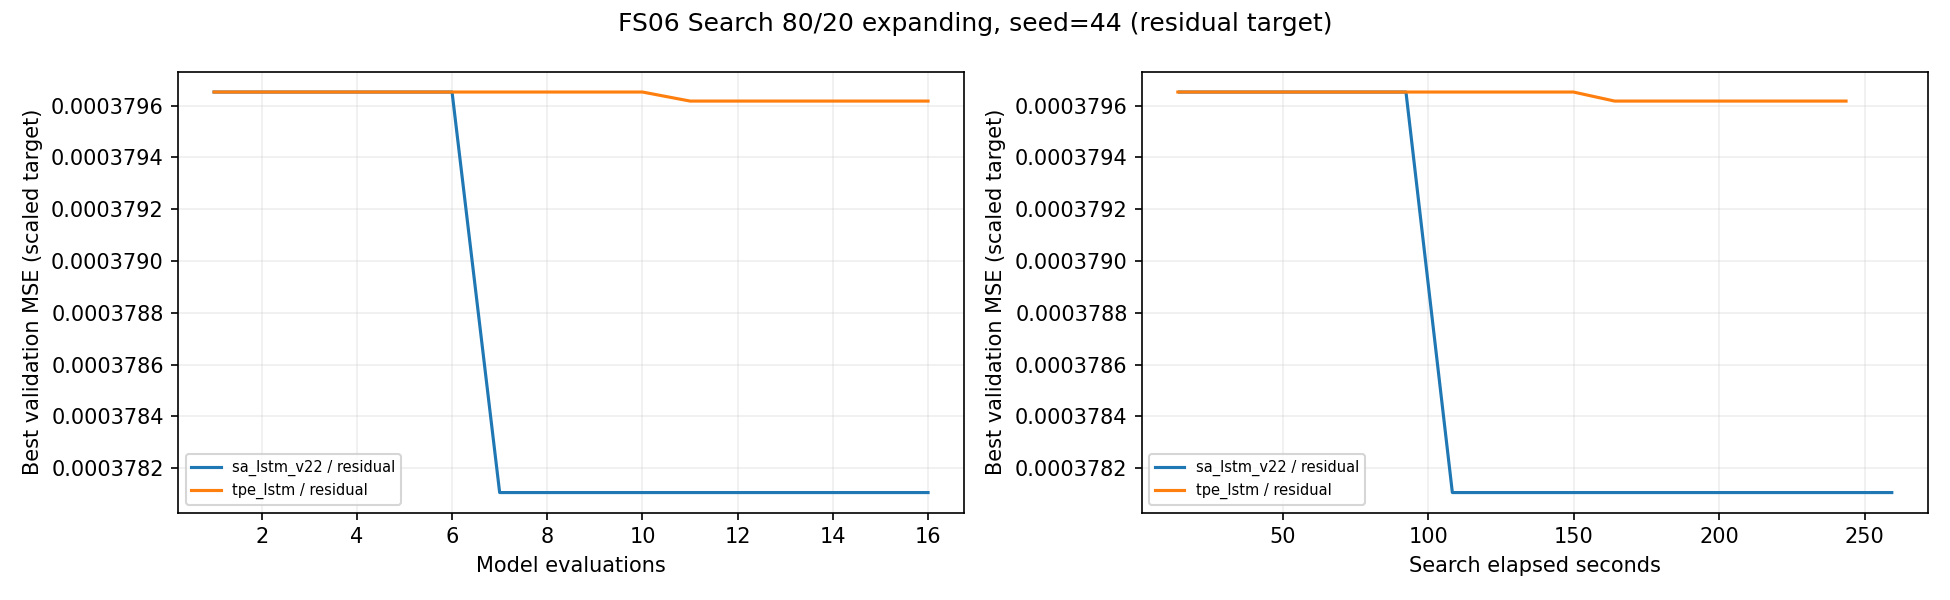 FS06 Search 80/20 expanding, seed=44 (residual target)
Best validation MSE (scaled target)
0.0003796
0.0003794
0.0003792
0.0003790
0.0003788
0.0003786
0.0003784
0.0003782
sa_lstm_v22 / residual
tpe_lstm / residual
2 4 6 8 10 12 14 16
Model evaluations
Best validation MSE (scaled target)
0.0003796
0.0003794
0.0003792
0.0003790
0.0003788
0.0003786
0.0003784
0.0003782
sa_lstm_v22 / residual
tpe_lstm / residual
50 100 150 200 250
Search elapsed seconds